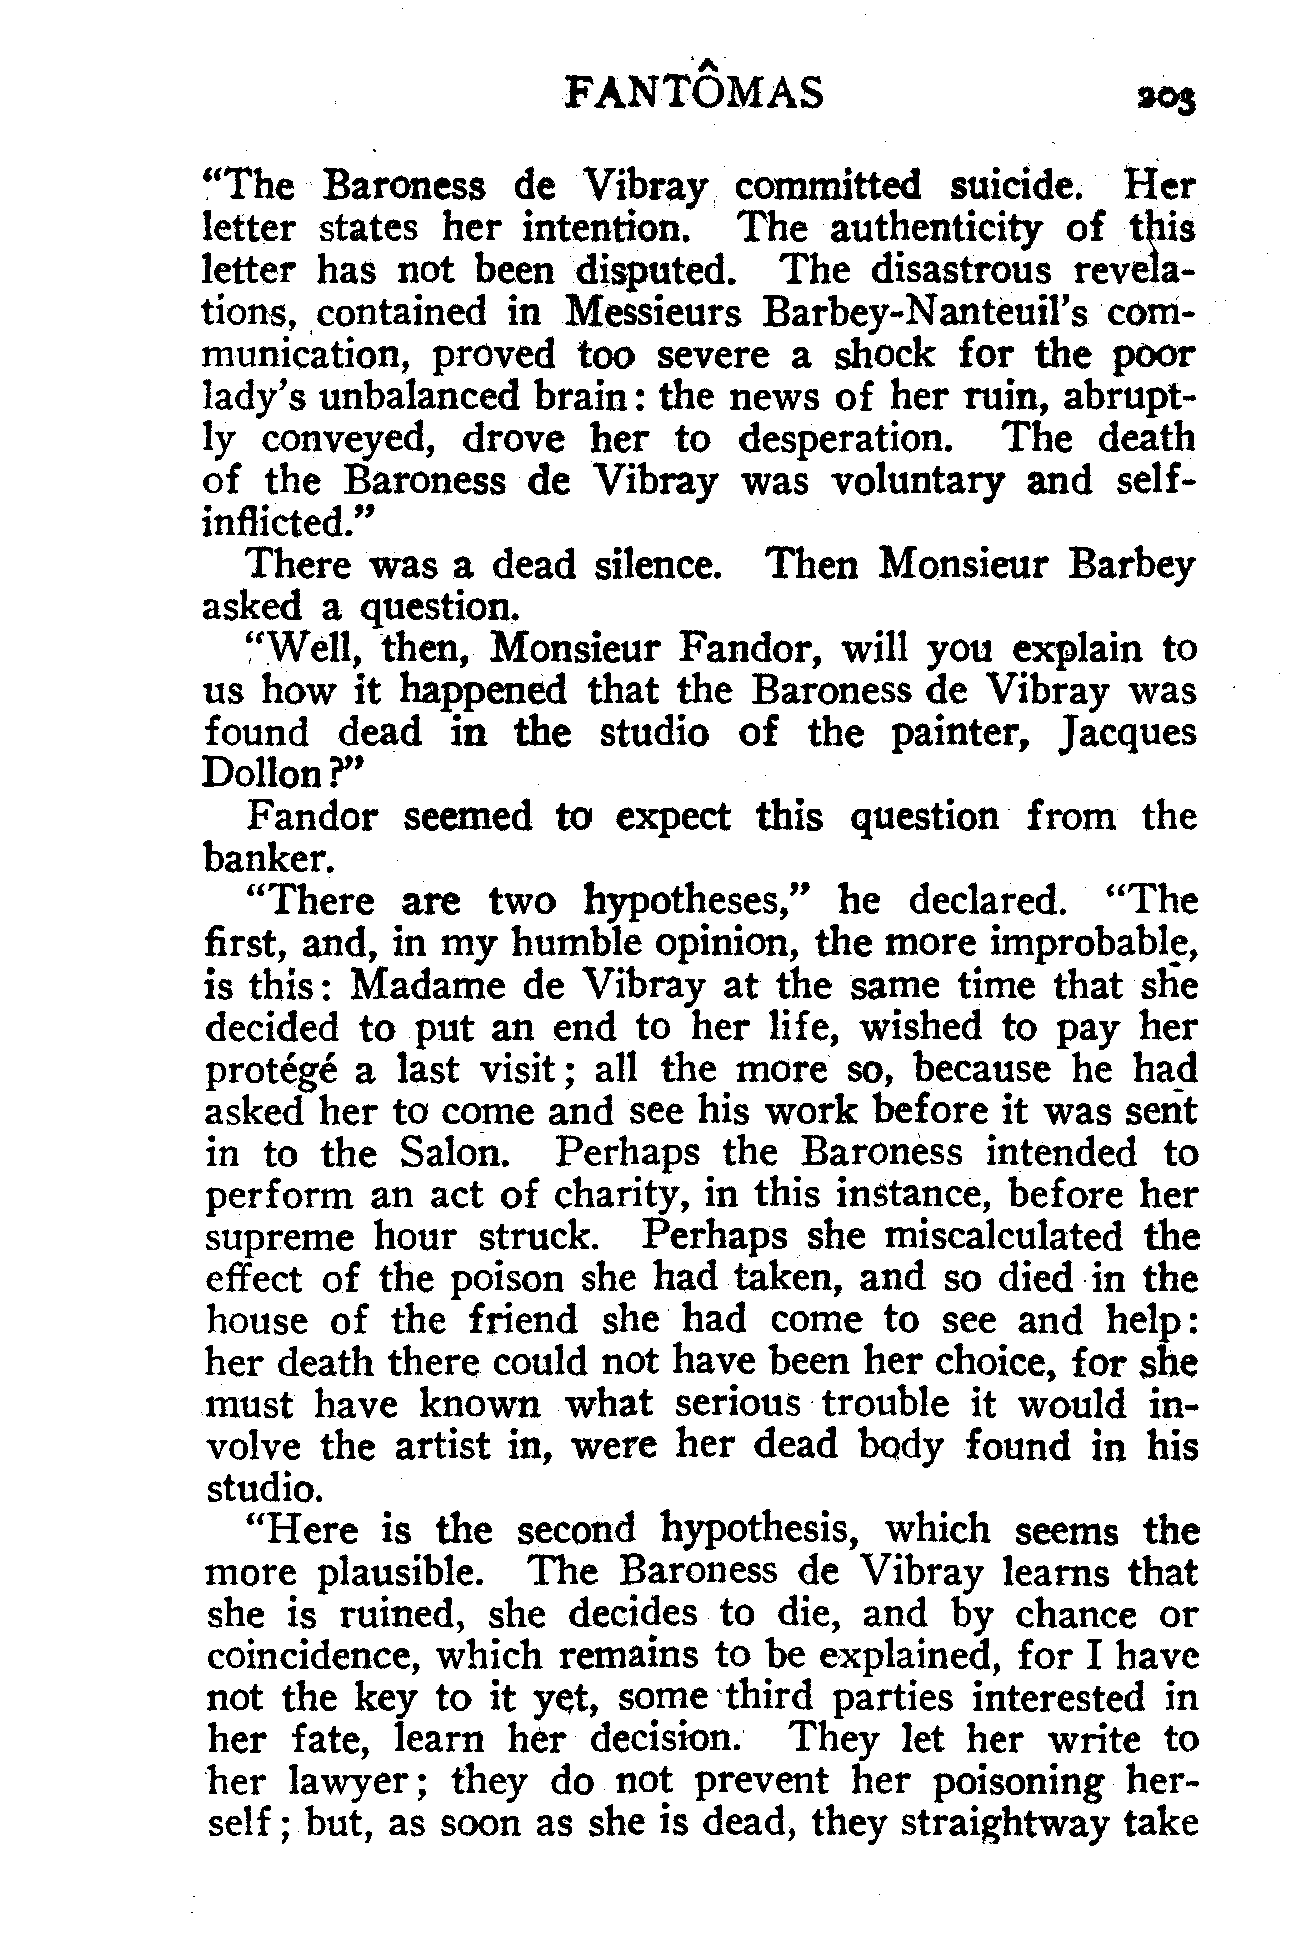 FANTÔMAS 203
“The Baroness de Vibray committed suicide. Her
letter states her intention. The authenticity of this
letter has not been disputed. The disastrous revela-
tions, contained in Messieurs Barbey-Nanteuil’s com-
munication, proved too severe a shock for the poor
lady’s unbalanced brain: the news of her ruin, abrupt-
ly conveyed, drove her to desperation. The death
of the Baroness de Vibray was voluntary and self-
inflicted.”
There was a dead silence. Then Monsieur Barbey
asked a question.
“Well, then, Monsieur Fandor, will you explain to
us how it happened that the Baroness de Vibray was
found dead in the studio of the painter, Jacques
Dollon?”
Fandor seemed to expect this question from the
banker.
“There are two hypotheses,” he declared. “The
first, and, in my humble opinion, the more improbable,
is this: Madame de Vibray at the same time that she
decided to put an end to her life, wished to pay her
protégé a last visit; all the more so, because he had
asked her to come and see his work before it was sent
in to the Salon. Perhaps the Baroness intended to
perform an act of charity, in this instance, before her
supreme hour struck. Perhaps she miscalculated the
effect of the poison she had taken, and so died in the
house of the friend she had come to see and help:
her death there could not have been her choice, for she
must have known what serious trouble it would in-
volve the artist in, were her dead body found in his
studio.
“Here is the second hypothesis, which seems the
more plausible. The Baroness de Vibray learns that
she is ruined, she decides to die, and by chance or
coincidence, which remains to be explained, for I have
not the key to it yet, some third parties interested in
her fate, learn her decision. They let her write to
her lawyer; they do not prevent her poisoning her-
self; but, as soon as she is dead, they straightway take